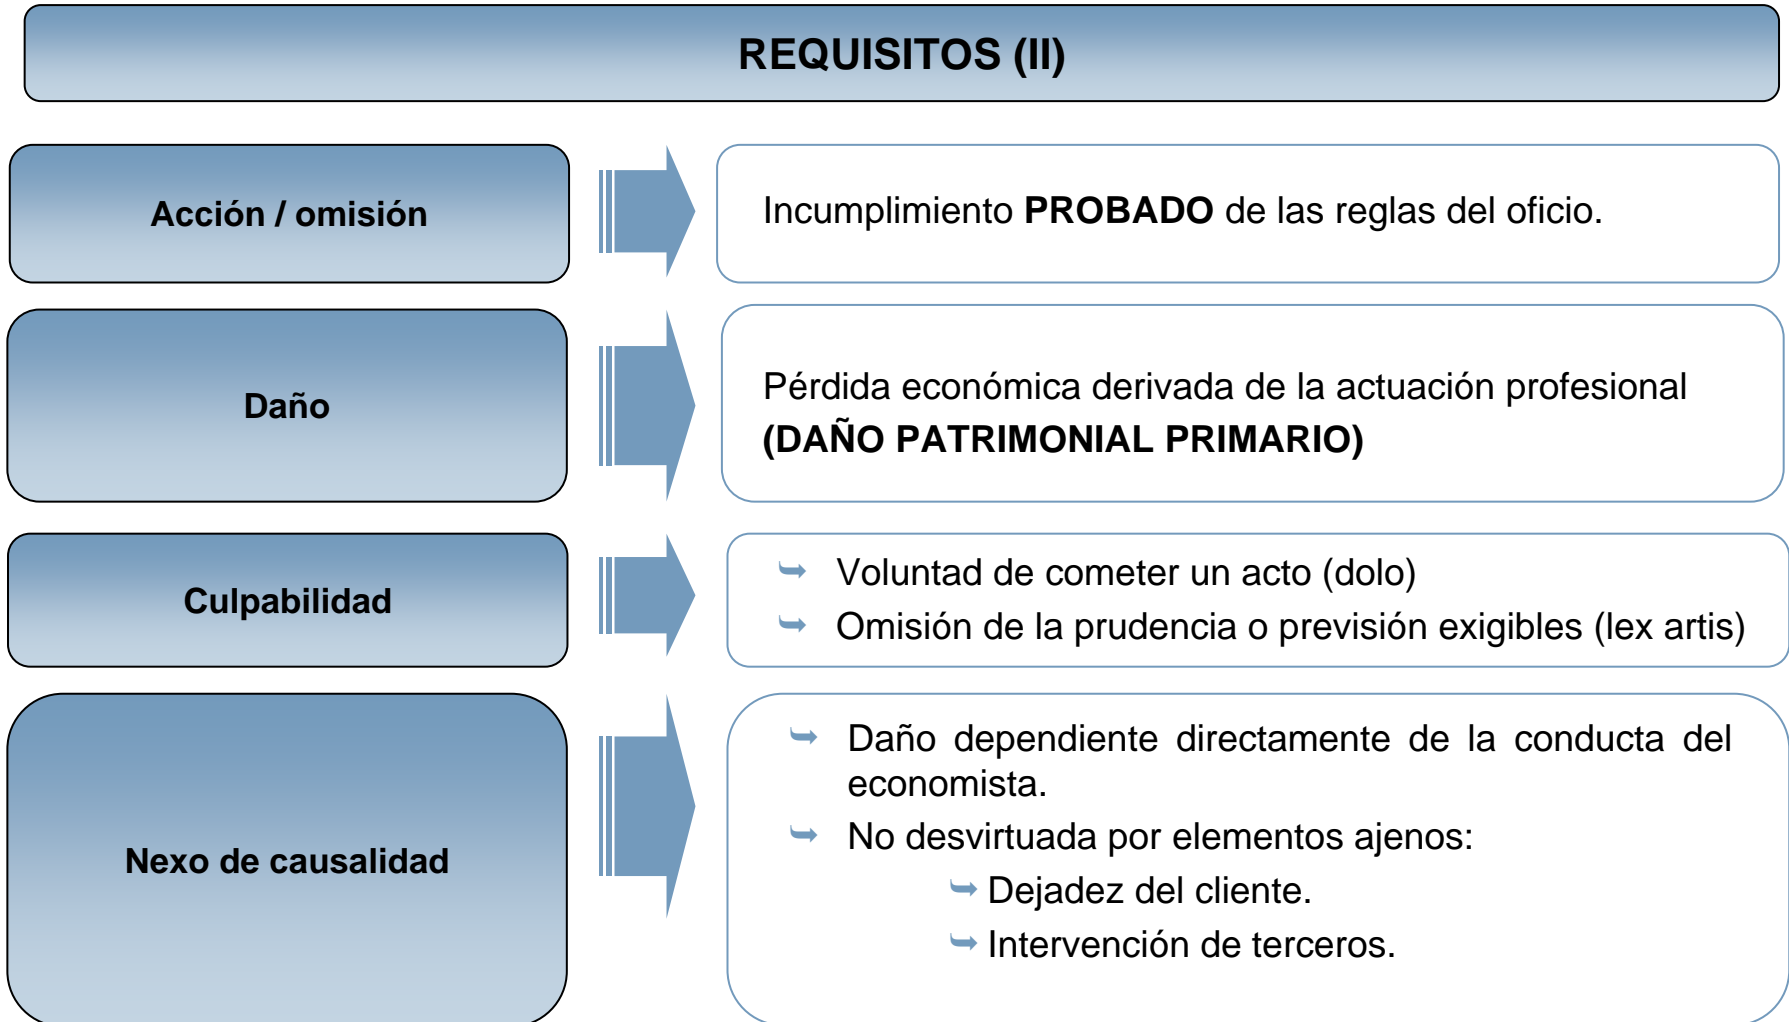 REQUISITOS (II)
Acción / omisión
Incumplimiento PROBADO de las reglas del oficio.
Daño
Pérdida económica derivada de la actuación profesional
(DAÑO PATRIMONIAL PRIMARIO)
Culpabilidad
Voluntad de cometer un acto (dolo)
Omisión de la prudencia o previsión exigibles (lex artis)
Nexo de causalidad
Daño dependiente directamente de la conducta del
economista.
No desvirtuada por elementos ajenos:
Dejadez del cliente.
Intervención de terceros.